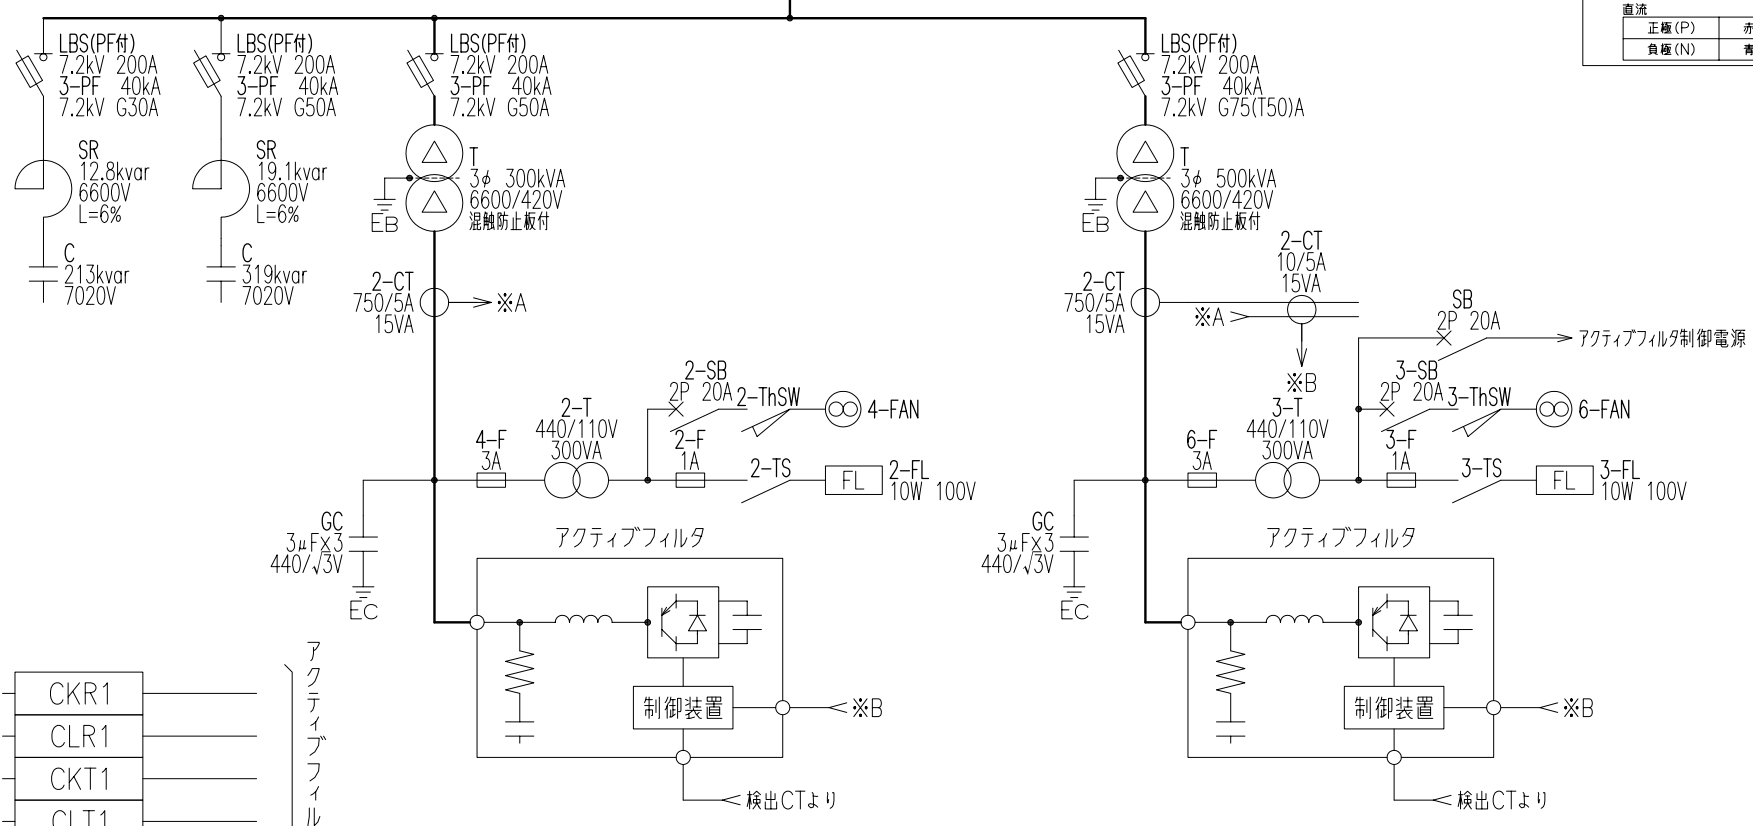 直流
正極(P)
負極(N)
LBS(PF付)
7.2kV 200A
3-PF 40kA
7.2kV G30A
SR
12.8kvar
6600V
L=6%
C
213kvar
7020V
LBS(PF付)
7.2kV 200A
3-PF 40kA
7.2kV G50A
SR
19.1kvar
6600V
L=6%
C
319kvar
7020V
LBS(PF付)
7.2kV 200A
3-PF 40kA
7.2kV G50A
T
3φ 300kVA
6600/420V
混触防止板付
EB
2-CT
750/5A
15VA
※A
2-SB
2P 20A
2-ThSW
4-FAN
2-T
440/110V
300VA
4-F
3A
2-F
1A
2-TS
FL
2-FL
10W 100V
GC
3μF×3
440/√3V
EC
アクティブフィルタ
制御装置
※B
検出CTより
LBS(PF付)
7.2kV 200A
3-PF 40kA
7.2kV G75(T50)A
T
3φ 500kVA
6600/420V
混触防止板付
EB
2-CT
750/5A
15VA
2-CT
10/5A
15VA
※A
※B
SB
2P 20A
アクティブフィルタ制御電源
3-SB
2P 20A
3-ThSW
6-FAN
3-T
440/110V
300VA
6-F
3A
3-F
1A
3-TS
FL
3-FL
10W 100V
GC
3μF×3
440/√3V
EC
アクティブフィルタ
制御装置
※B
検出CTより
CKR1
CLR1
CKT1
CLT1
アクティブフィル